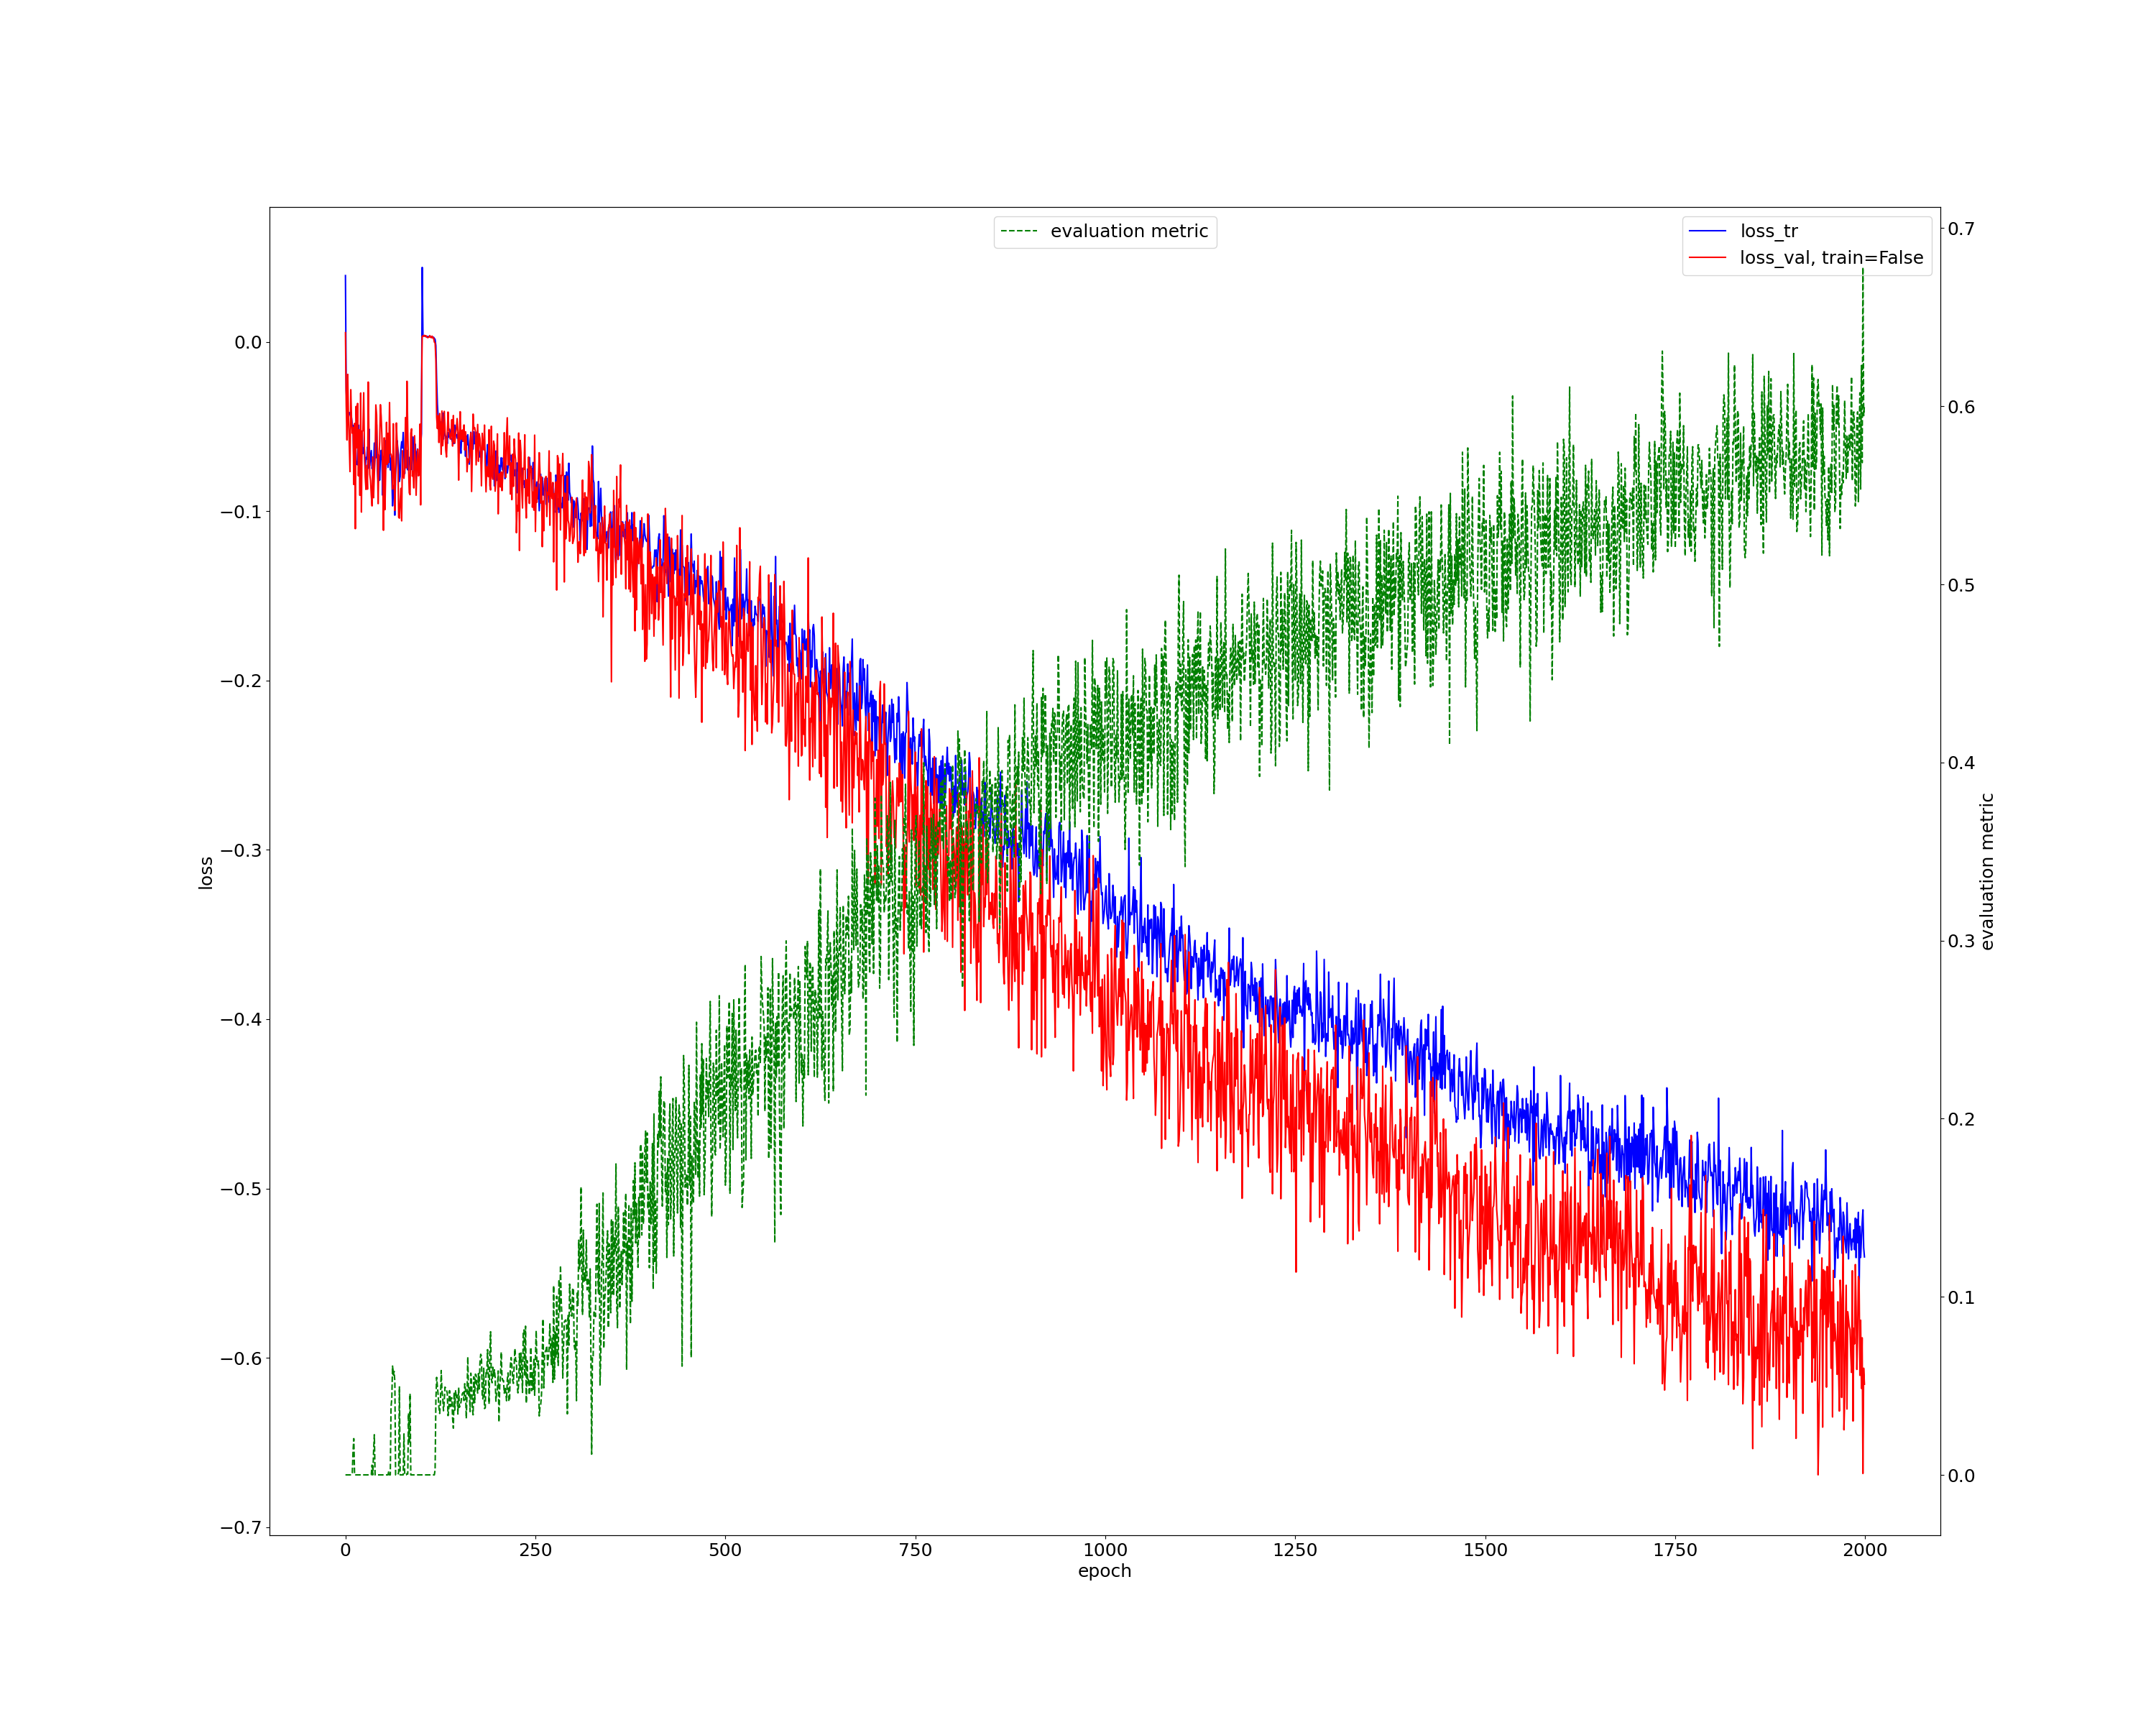 evaluation metric
loss_tr
loss_val, train=False
0.0
−0.1
−0.2
−0.3
−0.4
−0.5
−0.6
−0.7
loss
0.7
0.6
0.5
0.4
0.3
0.2
0.1
0.0
evaluation metric
0 250 500 750 1000 1250 1500 1750 2000
epoch